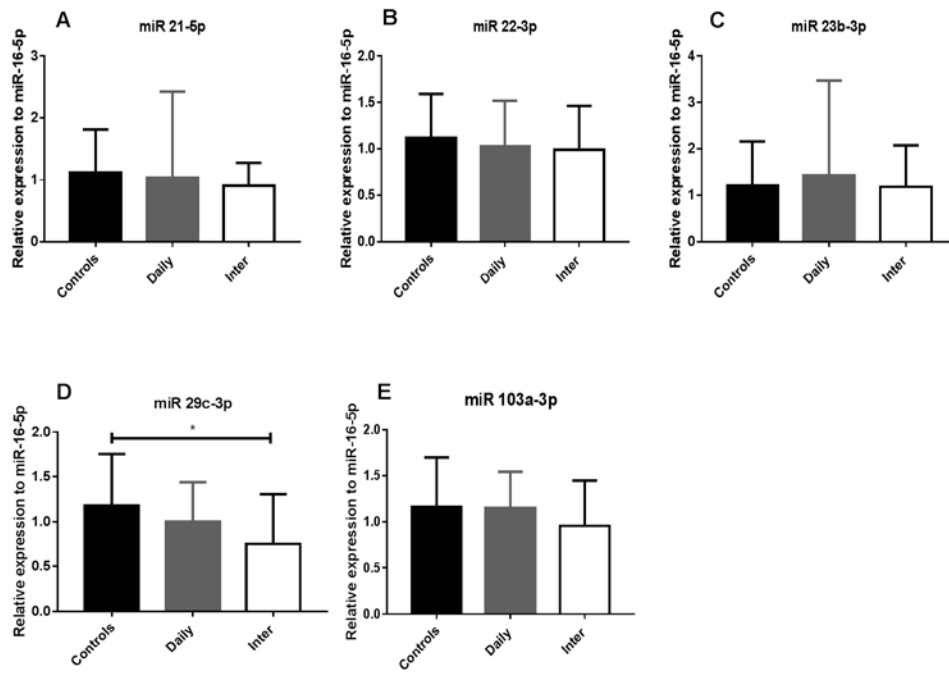 A
miR 21-5p
Relative expression to miR-16-5p
3
2
1
0
Controls
Daily
Inter
B
miR 22-3p
Relative expression to miR-16-5p
2.0
1.5
1.0
0.5
0.0
Controls
Daily
Inter
C
miR 23b-3p
Relative expression to miR-16-5p
4
3
2
1
0
Controls
Daily
Inter
D
miR 29c-3p
Relative expression to miR-16-5p
2.0
1.5
1.0
0.5
0.0
*
Controls
Daily
Inter
E
miR 103a-3p
Relative expression to miR-16-5p
2.0
1.5
1.0
0.5
0.0
Controls
Daily
Inter